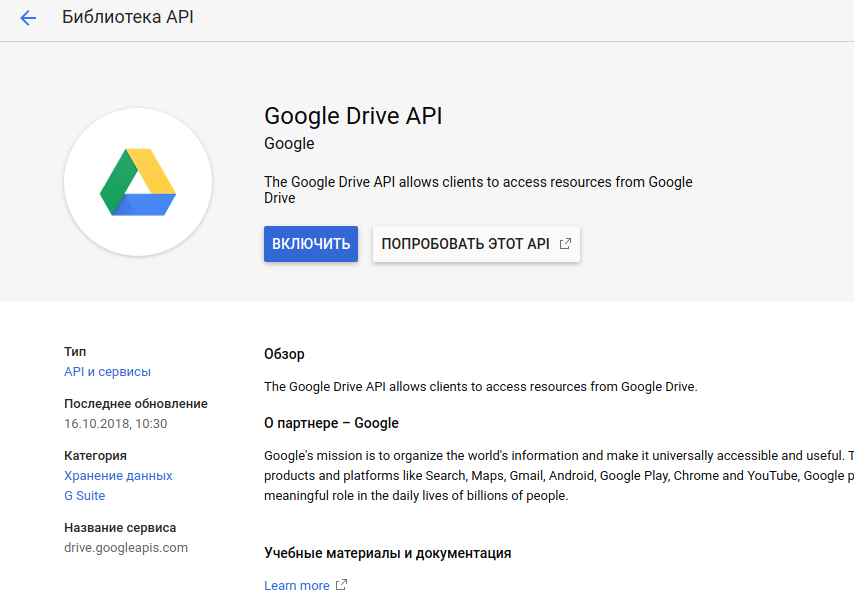 Библиотека API
Google Drive API
Google
The Google Drive API allows clients to access resources from Google
Drive
ВКЛЮЧИТЬ
ПОПРОБОВАТЬ ЭТОТ API
Тип
API и сервисы
Последнее обновление
16.10.2018, 10:30
Категория
Хранение данных
G Suite
Название сервиса
drive.googleapis.com
Обзор
The Google Drive API allows clients to access resources from Google Drive.
О партнере – Google
Google's mission is to organize the world's information and make it universally accessible and useful. T
products and platforms like Search, Maps, Gmail, Android, Google Play, Chrome and YouTube, Google p
meaningful role in the daily lives of billions of people.
Учебные материалы и документация
Learn more